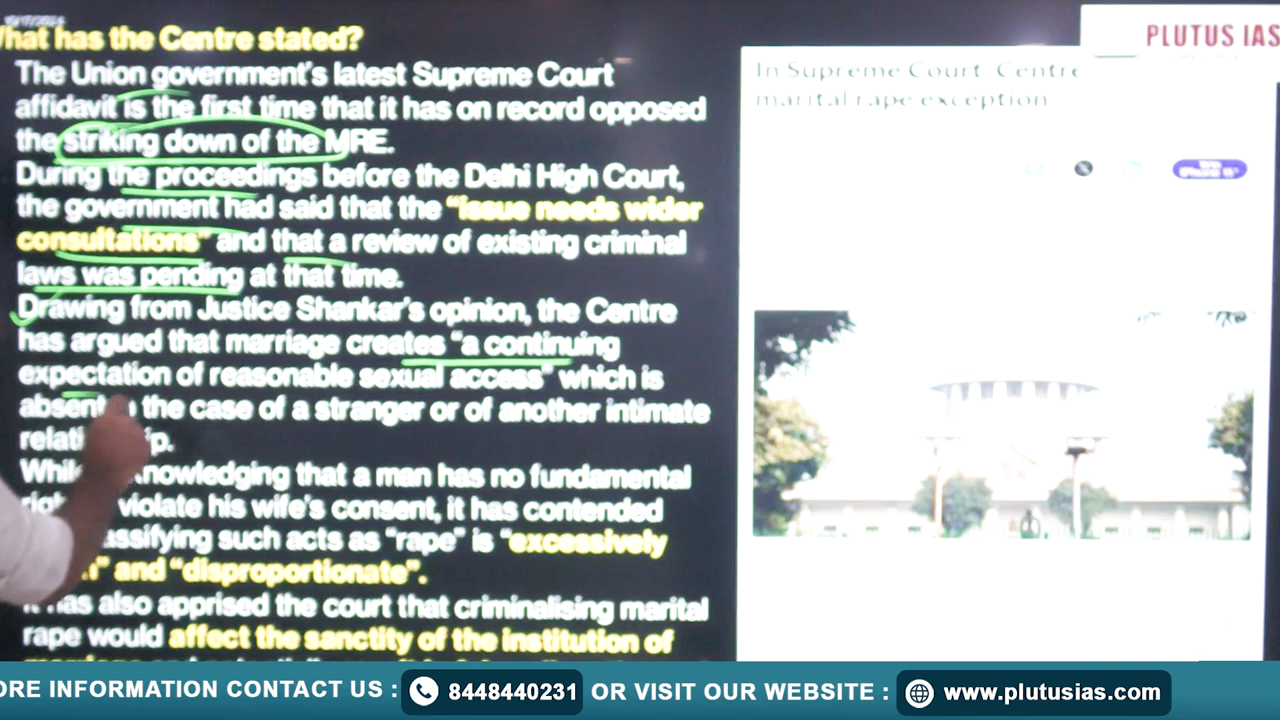 What has the Centre stated?
The Union government's latest Supreme Court
affidavit is the first time that it has on record opposed
the striking down of the MRE.
During the proceedings before the Delhi High Court,
the government had said that the "issue needs wider
consultations" and that a review of existing criminal
laws was pending at that time.
Drawing from Justice Shankar's opinion, the Centre
has argued that marriage creates "a continuing
expectation of reasonable sexual access" which is
absent the case of a stranger or of another intimate
While knowledging that a man has no fundamental
violate his wife's consent, it has contended
assifying such acts as "rape" is "excessively
and "disproportionate".
It has also apprised the court that criminalising marital
rape would affect the sanctity of the institution of
PLUTUS IAS
In Supreme Court, Centre
marital rape exception
ORE INFORMATION CONTACT US : 8448440231 OR VISIT OUR WEBSITE : www.plutusias.com